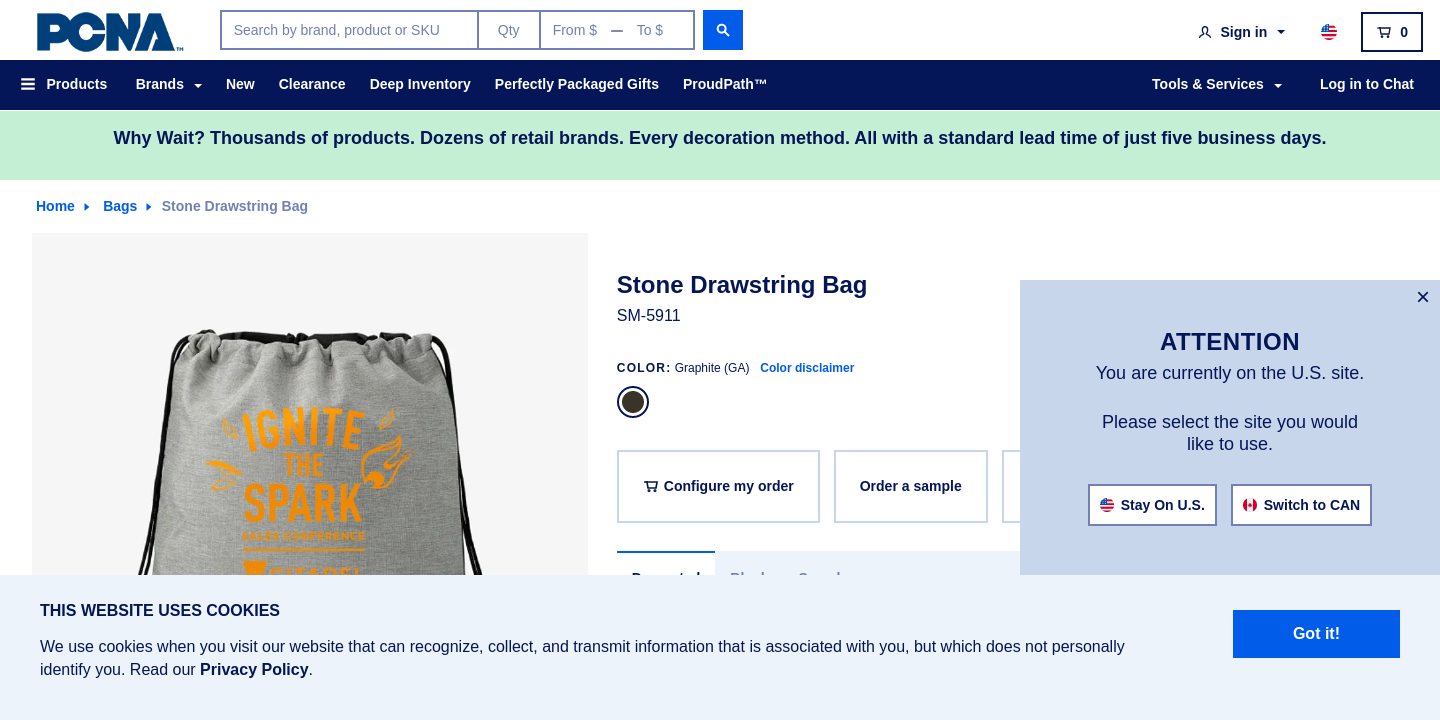 PCNA™
Search by brand, product or SKU
Qty
From $ — To $
Sign in
0
Products
Brands
New
Clearance
Deep Inventory
Perfectly Packaged Gifts
ProudPath™
Tools & Services
Log in to Chat
Why Wait? Thousands of products. Dozens of retail brands. Every decoration method. All with a standard lead time of just five business days.
Home
Bags
Stone Drawstring Bag
IGNITE
THE
SPARK
SALES CONFERENCE
CITADEL
Stone Drawstring Bag
SM-5911
COLOR: Graphite (GA) Color disclaimer
Configure my order
Order a sample
×
ATTENTION
You are currently on the U.S. site.
Please select the site you would
like to use.
Stay On U.S.
Switch to CAN
THIS WEBSITE USES COOKIES
We use cookies when you visit our website that can recognize, collect, and transmit information that is associated with you, but which does not personally
identify you. Read our Privacy Policy.
Got it!